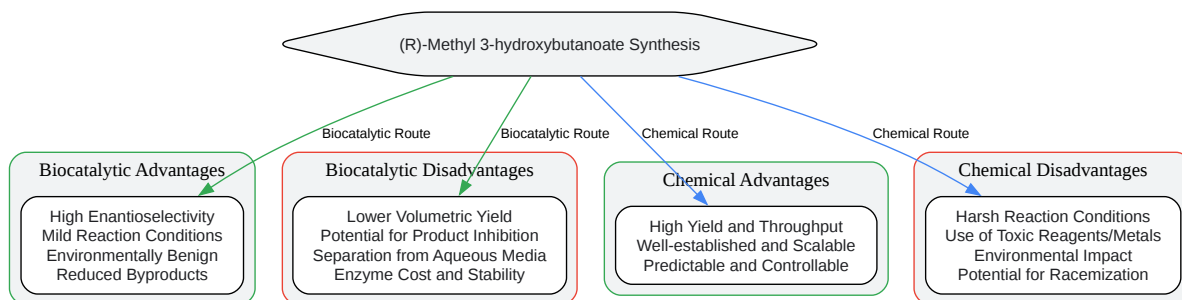 (R)-Methyl 3-hydroxybutanoate Synthesis
Biocatalytic Route
Biocatalytic Route
Chemical Route
Chemical Route
Biocatalytic Advantages
High Enantioselectivity
Mild Reaction Conditions
Environmentally Benign
Reduced Byproducts
Biocatalytic Disadvantages
Lower Volumetric Yield
Potential for Product Inhibition
Separation from Aqueous Media
Enzyme Cost and Stability
Chemical Advantages
High Yield and Throughput
Well-established and Scalable
Predictable and Controllable
Chemical Disadvantages
Harsh Reaction Conditions
Use of Toxic Reagents/Metals
Environmental Impact
Potential for Racemization